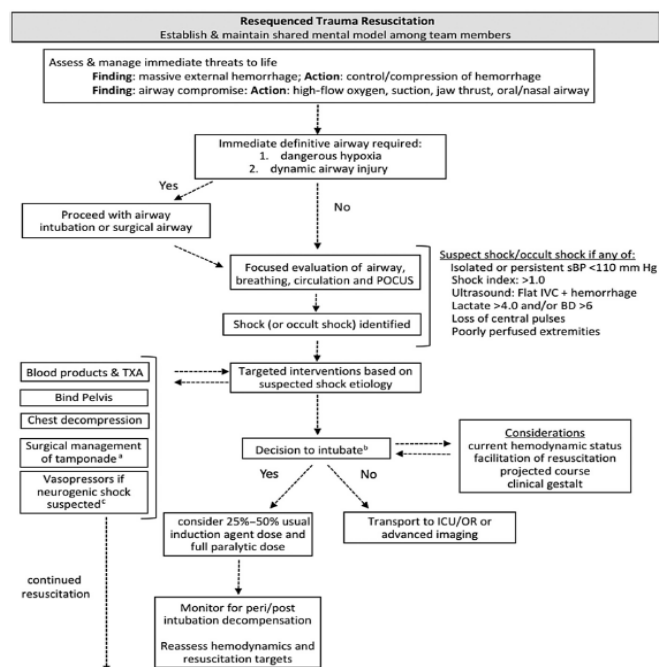 Resequenced Trauma Resuscitation
Establish & maintain shared mental model among team members
Assess & manage immediate threats to life
Finding: massive external hemorrhage; Action: control/compression of hemorrhage
Finding: airway compromise: Action: high-flow oxygen, suction, jaw thrust, oral/nasal airway
Immediate definitive airway required:
1. dangerous hypoxia
2. dynamic airway injury
Yes
No
Proceed with airway
intubation or surgical airway
Focused evaluation of airway,
breathing, circulation and POCUS
Shock (or occult shock) identified
Suspect shock/occult shock if any of:
Isolated or persistent sBP <110 mm Hg
Shock index: >1.0
Ultrasound: Flat IVC + hemorrhage
Lactate >4.0 and/or BD >6
Loss of central pulses
Poorly perfused extremities
Targeted interventions based on
suspected shock etiology
Blood products & TXA
Bind Pelvis
Chest decompression
Surgical management
of tamponade a
Vasopressors if
neurogenic shock
suspected c
continued
resuscitation
Decision to intubate b
Considerations
current hemodynamic status
facilitation of resuscitation
projected course
clinical gestalt
Yes
No
consider 25%–50% usual
induction agent dose and
full paralytic dose
Transport to ICU/OR or
advanced imaging
Monitor for peri/post
intubation decompensation
Reassess hemodynamics and
resuscitation targets